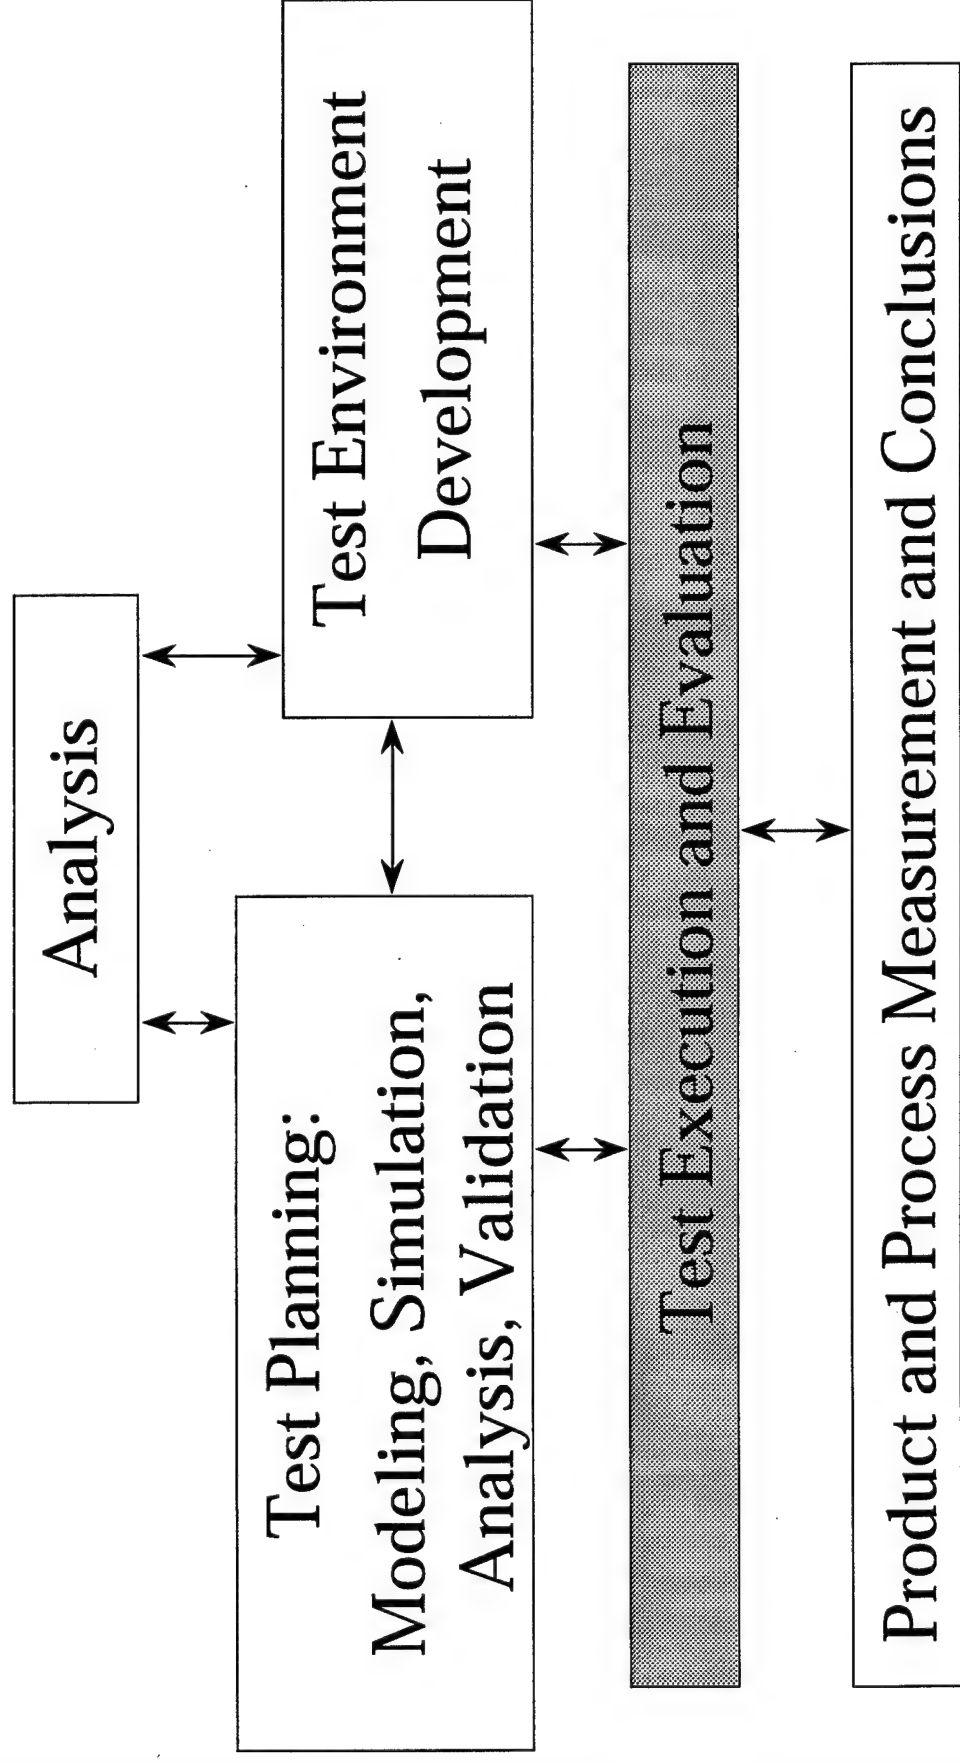 Analysis
Test Planning:
Modeling, Simulation,
Analysis, Validation
Test Environment
Development
Test Execution and Evaluation
Product and Process Measurement and Conclusions